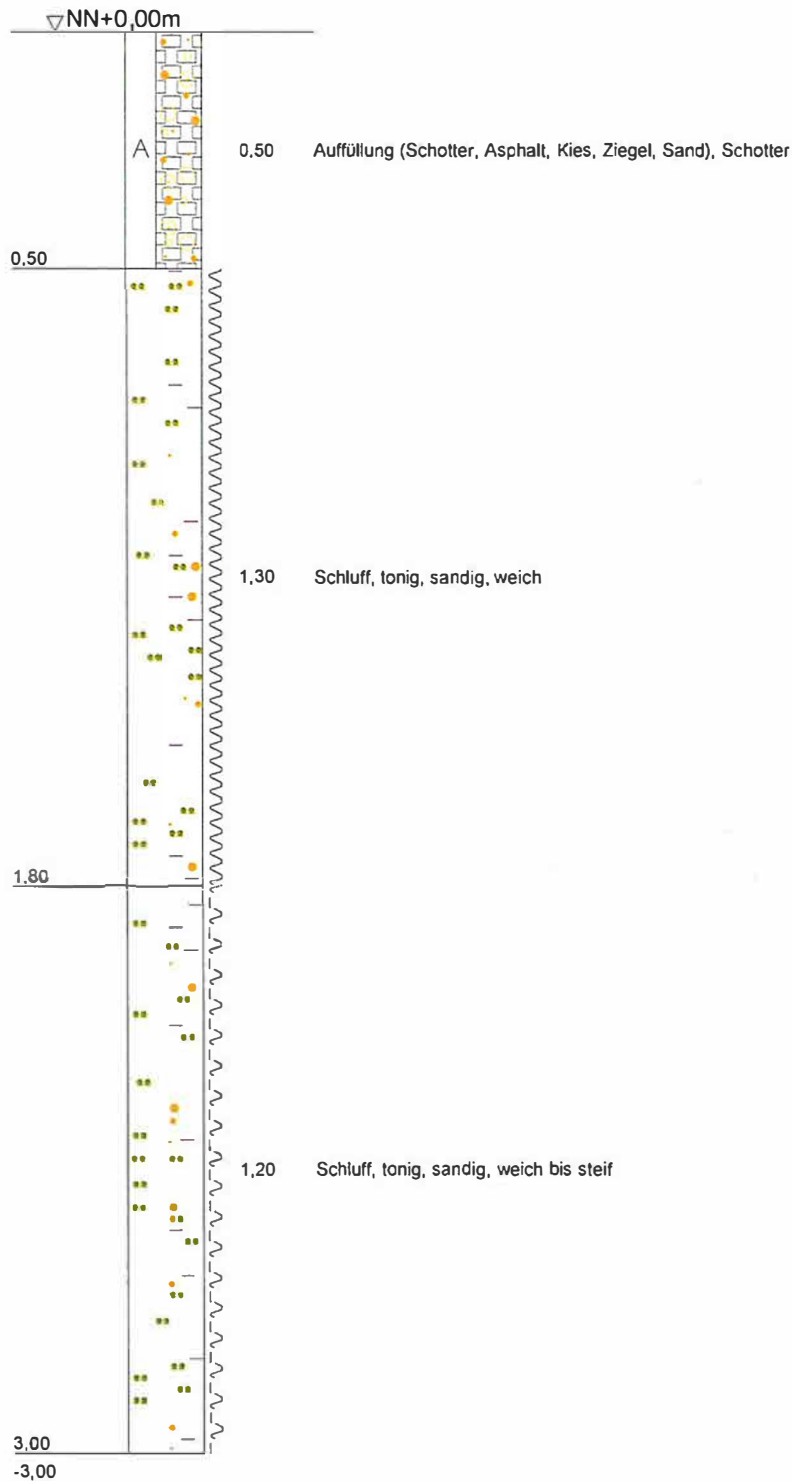 NN+0,00m
A 0,50 Auffüllung (Schotter, Asphalt, Kies, Ziegel, Sand), Schotter
0,50
1,30 Schluff, tonig, sandig, weich
1,80
1,20 Schluff, tonig, sandig, weich bis steif
3,00
-3,00